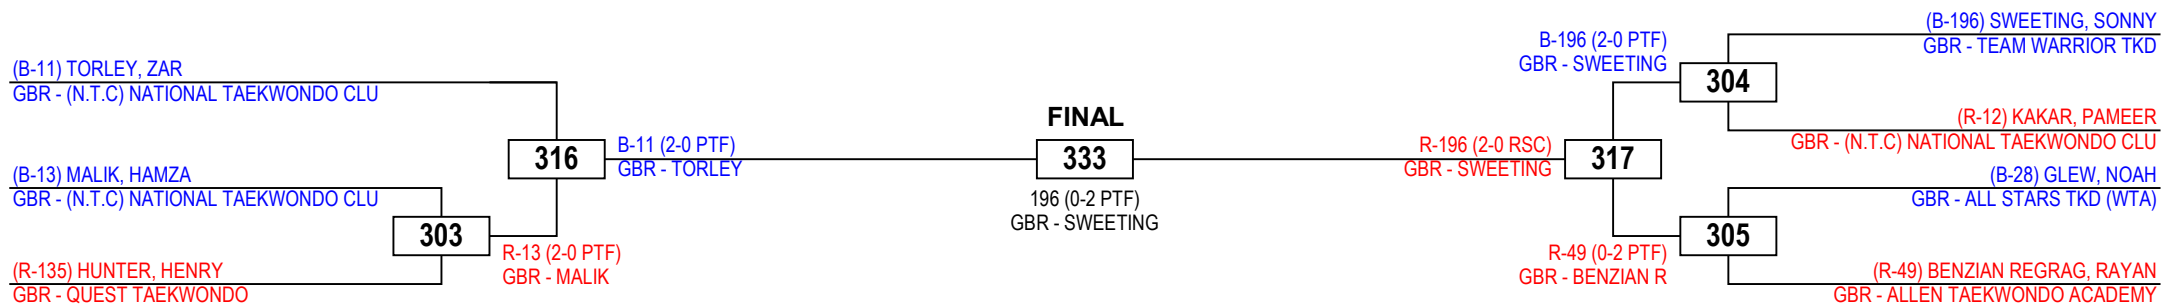 (B-11) TORLEY, ZAR
GBR - (N.T.C) NATIONAL TAEKWONDO CLU
(B-13) MALIK, HAMZA
GBR - (N.T.C) NATIONAL TAEKWONDO CLU
(R-135) HUNTER, HENRY
GBR - QUEST TAEKWONDO
303
R-13 (2-0 PTF)
GBR - MALIK
316
B-11 (2-0 PTF)
GBR - TORLEY
FINAL
333
196 (0-2 PTF)
GBR - SWEETING
R-196 (2-0 RSC)
GBR - SWEETING
317
B-196 (2-0 PTF)
GBR - SWEETING
304
R-49 (0-2 PTF)
GBR - BENZIAN R
305
(B-196) SWEETING, SONNY
GBR - TEAM WARRIOR TKD
(R-12) KAKAR, PAMEER
GBR - (N.T.C) NATIONAL TAEKWONDO CLU
(B-28) GLEW, NOAH
GBR - ALL STARS TKD (WTA)
(R-49) BENZIAN REGRAG, RAYAN
GBR - ALLEN TAEKWONDO ACADEMY